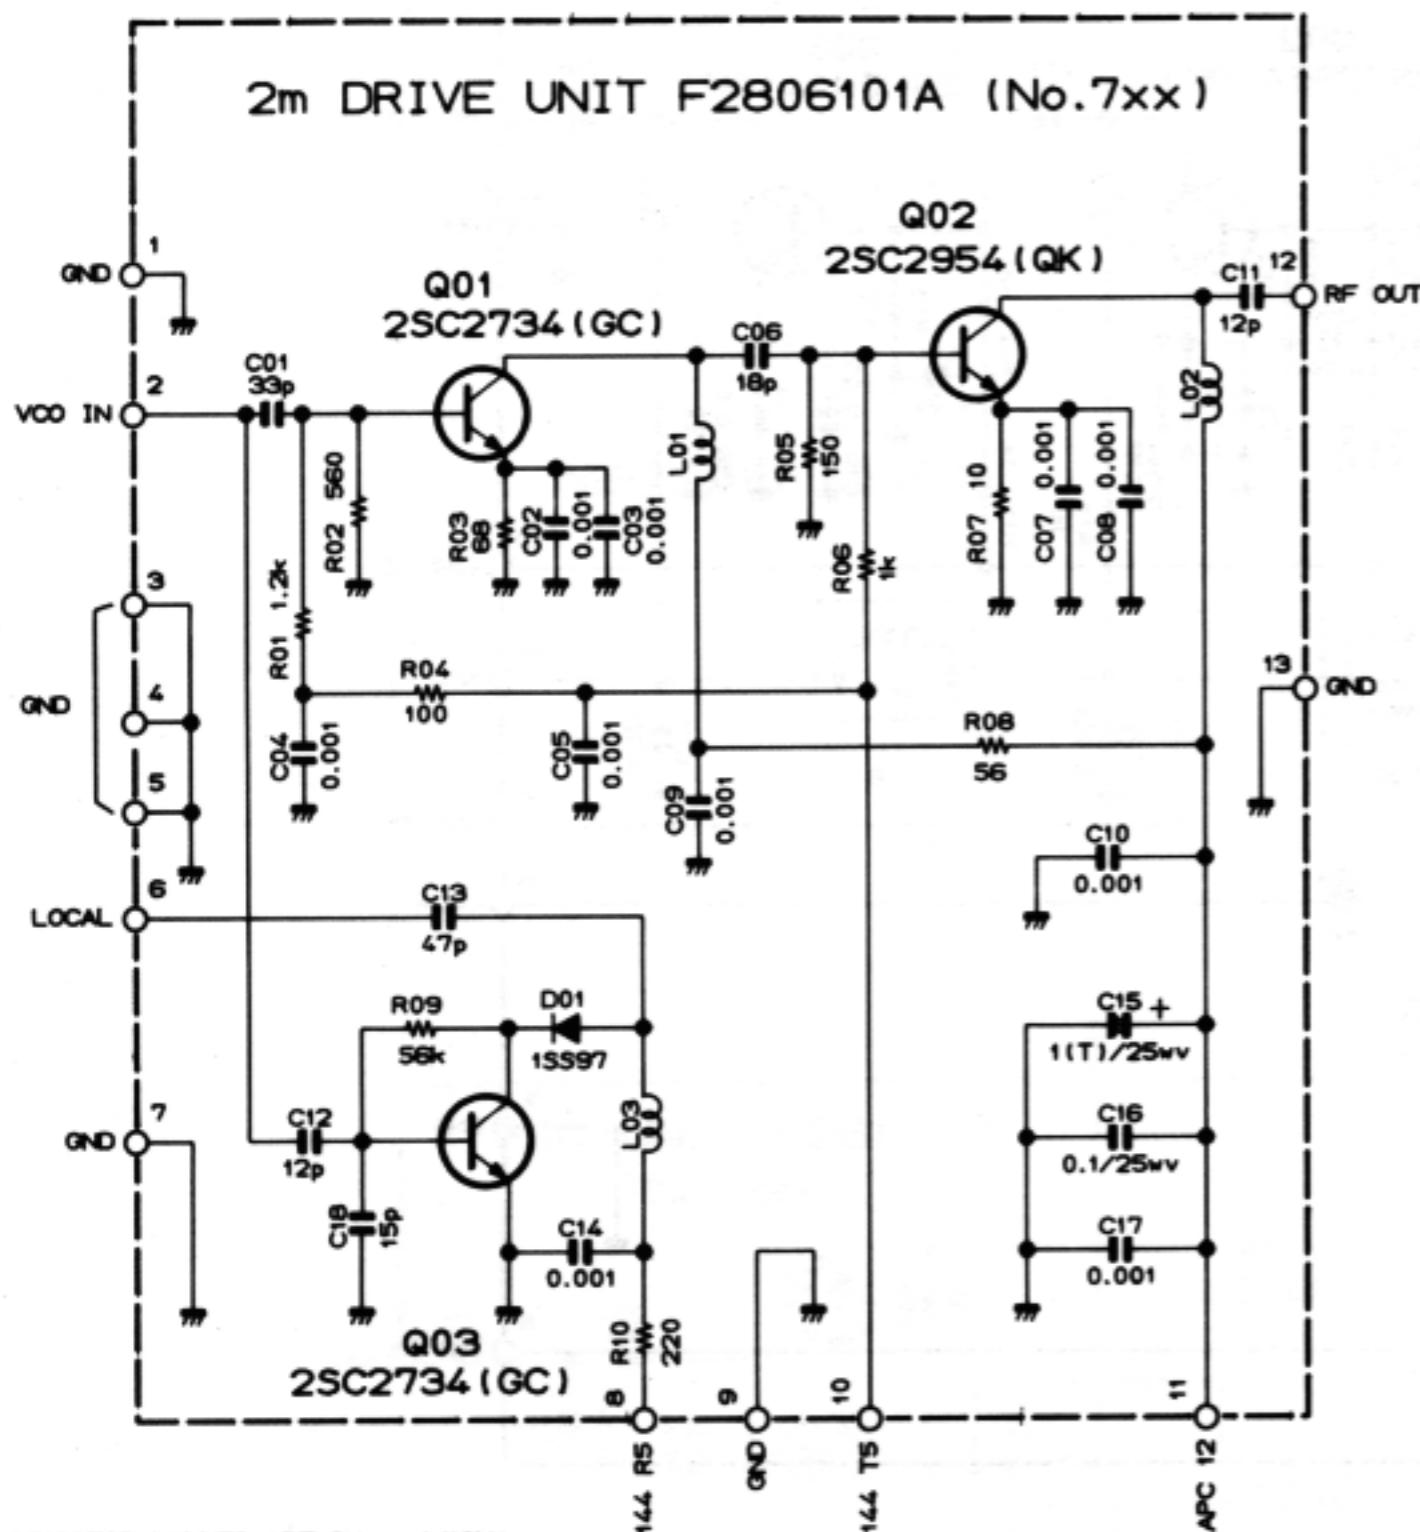 2m DRIVE UNIT F2806101A (No.7xx)
Q02
2SC2954(QK)
1
GND
Q01
2SC2734(GC)
C11
12p
12
RF OUT
C06
18p
C01
33p
2
VCO IN
L02
L01
R05
150
R02 560
R03
68
C02
0.001
C03
0.001
R07 10
C07 0.001
C08 0.001
R06
1k
R01 1.2k
3
4
5
GND
R04
100
13
GND
R08
56
C04
0.001
C05
0.001
C09
0.001
C10
0.001
6
LOCAL
C13
47p
R09
56k
D01
1SS97
C15 +
1(T)/25wv
7
GND
C12
12p
L03
C16
0.1/25wv
C18
15p
C14
0.001
C17
0.001
Q03
2SC2734(GC)
R10
220
8
9
10
11
144 R5
GND
144 T5
APC 12